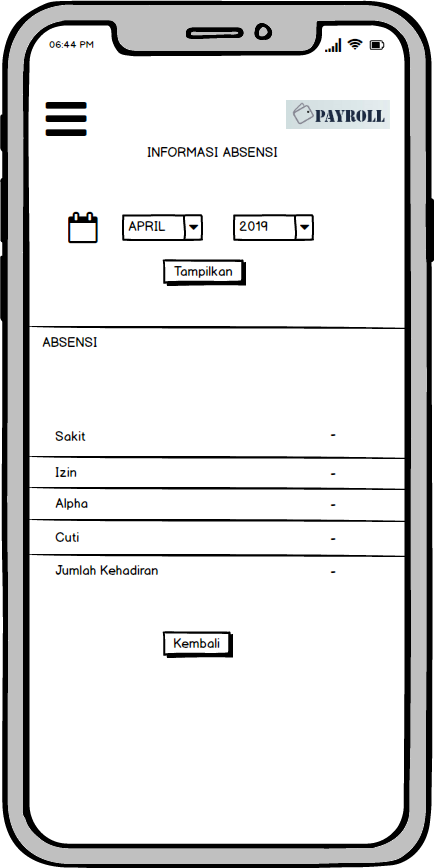 06:44 PM
PAYROLL
INFORMASI ABSENSI
APRIL 2019
Tampilkan
ABSENSI
Sakit -
Izin -
Alpha -
Cuti -
Jumlah Kehadiran -
Kembali